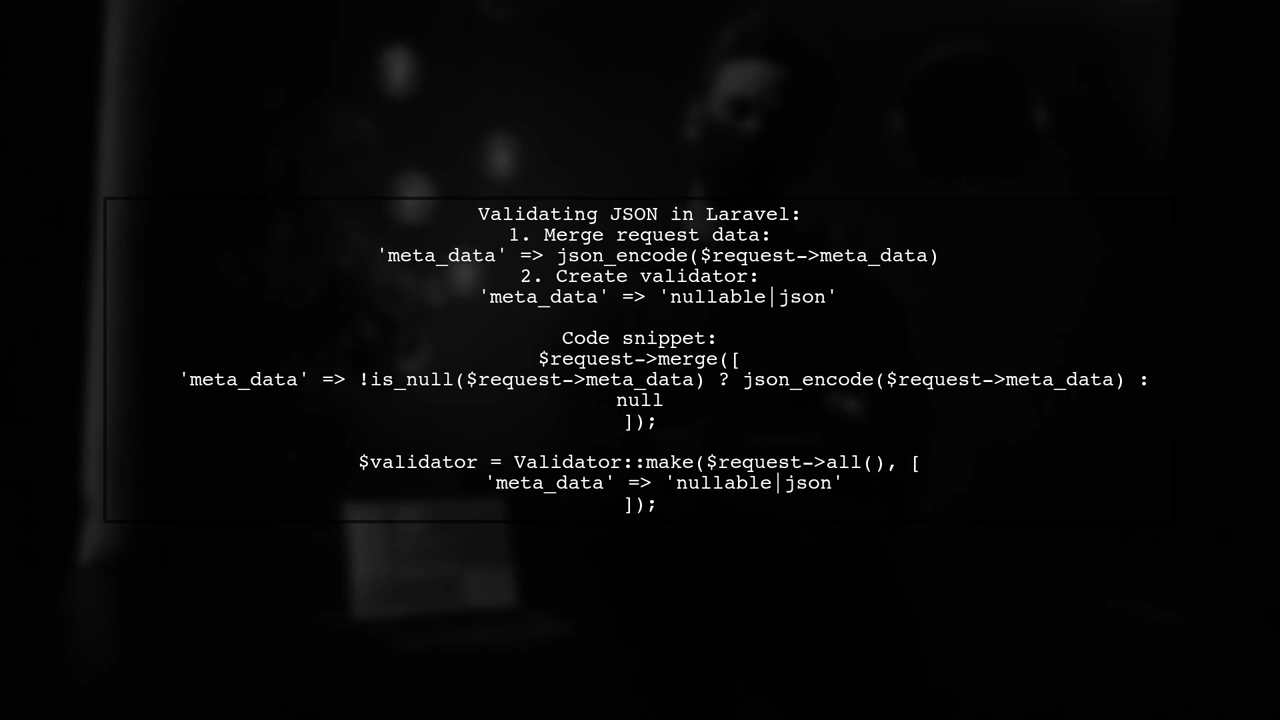 Validating JSON in Laravel:
1. Merge request data:
'meta_data' => json_encode($request->meta_data)
2. Create validator:
'meta_data' => 'nullable|json'
Code snippet:
$request->merge([
'meta_data' => !is_null($request->meta_data) ? json_encode($request->meta_data) :
null
]);
$validator = Validator::make($request->all(), [
'meta_data' => 'nullable|json'
]);